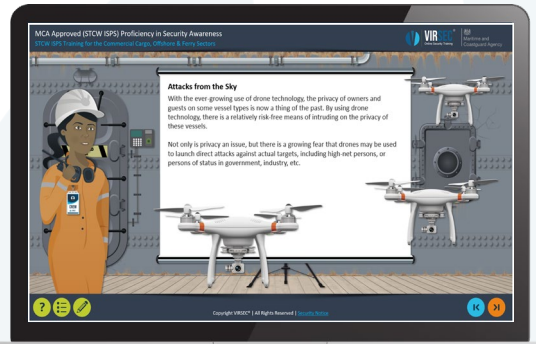 MCA Approved (STCW ISPS) Proficiency in Security Awareness
STCW ISPS Training for the Commercial Cargo, Offshore & Ferry Sectors
VIRSEC®
Online Security Training
Maritime and
Coastguard Agency
Attacks from the Sky
With the ever-growing use of drone technology, the privacy of owners and
guests on some vessel types is now a thing of the past. By using drone
technology, there is a relatively risk-free means of intruding on the privacy of
these vessels.
Not only is privacy an issue, but there is a growing fear that drones may be used
to launch direct attacks against actual targets, including high-net persons, or
persons of status in government, industry, etc.
?
Copyright VIRSEC® | All Rights Reserved | Security Notice